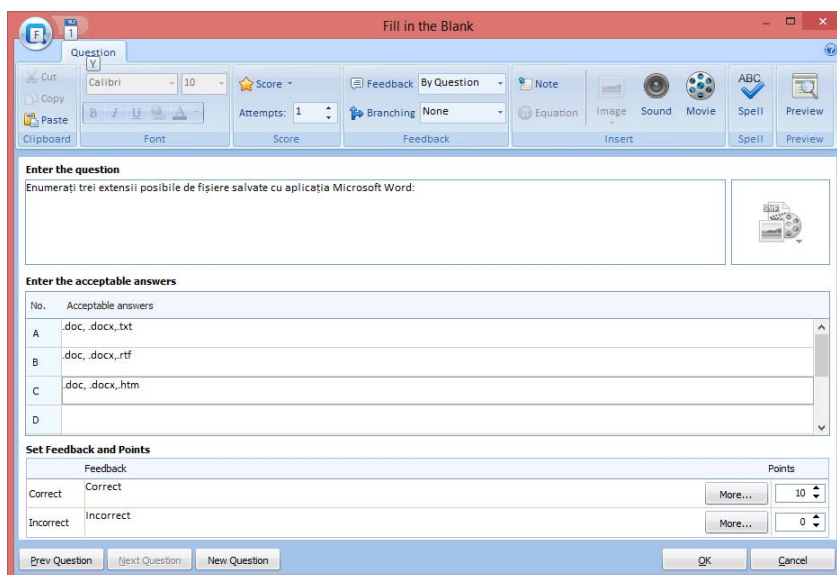 Fill in the Blank
F
1
Question
Y
Cut
Copy
Paste
Clipboard
Calibri
10
B I U A
Font
Score
Attempts: 1
Score
Feedback By Question
Branching None
Feedback
Note
Equation
Image
Sound
Movie
Insert
ABC
Spell
Spell
Preview
Preview
Enter the question
Enumerați trei extensii posibile de fișiere salvate cu aplicația Microsoft Word:
Enter the acceptable answers
No. Acceptable answers
A .doc, .docx,.txt
B .doc, .docx,.rtf
C .doc, .docx,.htm
D
Set Feedback and Points
Feedback Points
Correct Correct More... 10
Incorrect Incorrect More... 0
Prev Question Next Question New Question OK Cancel